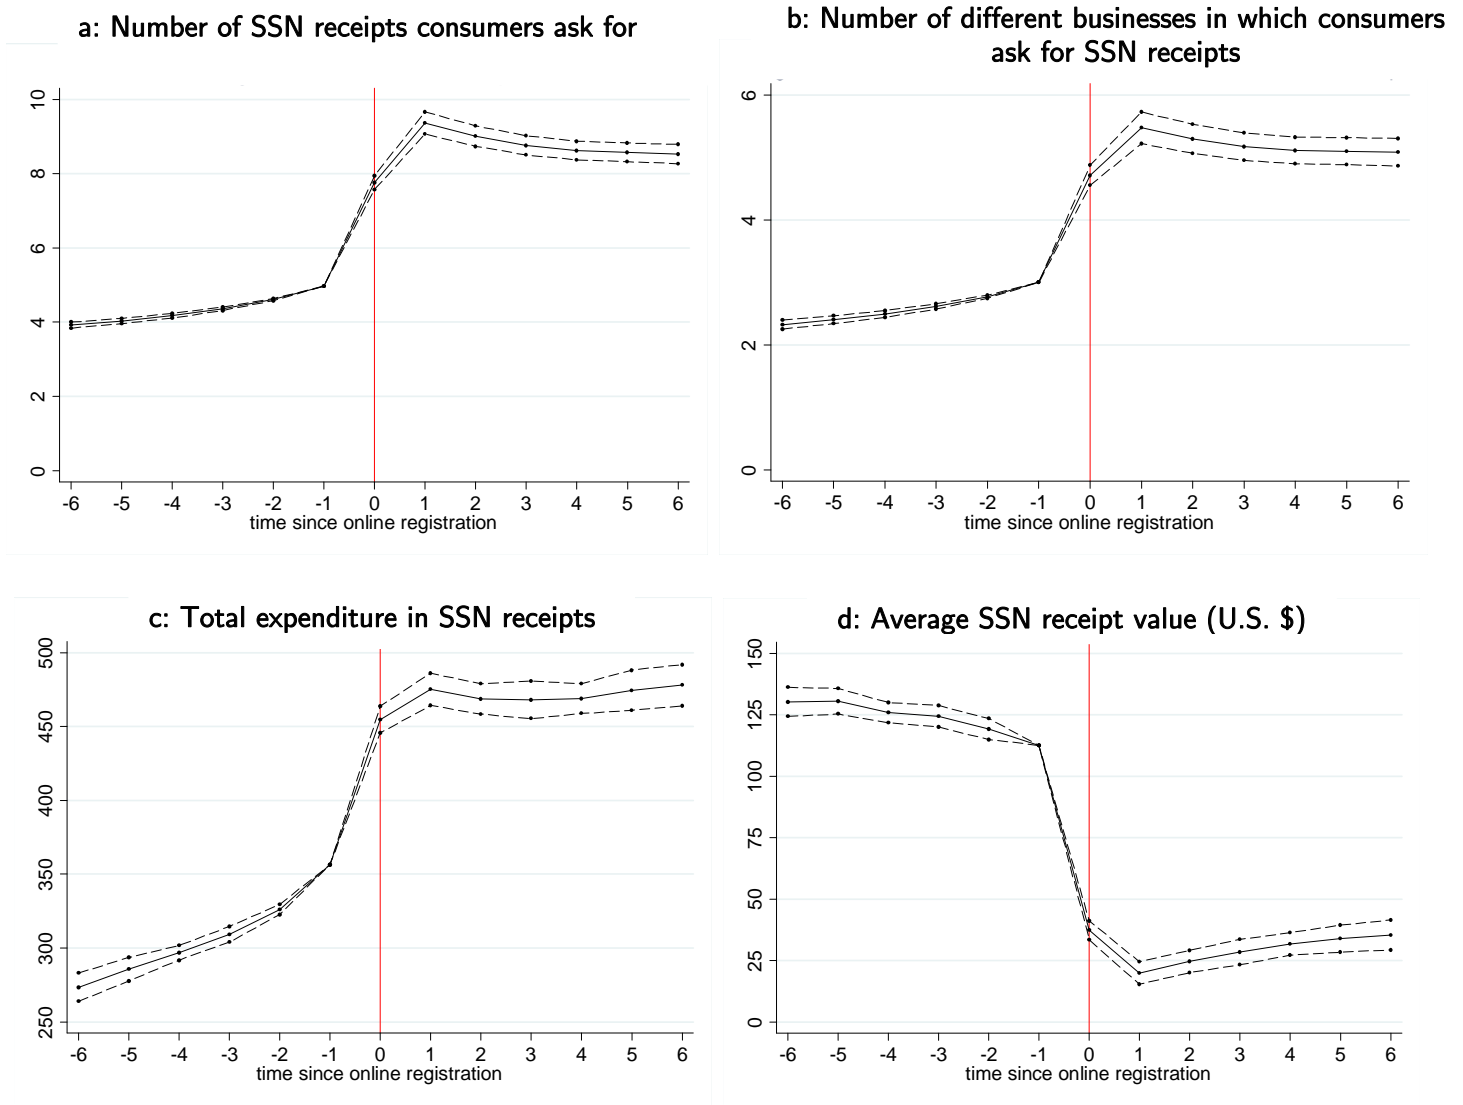 a: Number of SSN receipts consumers ask for
10
8
6
4
2
0
-6 -5 -4 -3 -2 -1 0 1 2 3 4 5 6
time since online registration
b: Number of different businesses in which consumers
ask for SSN receipts
6
4
2
0
-6 -5 -4 -3 -2 -1 0 1 2 3 4 5 6
time since online registration
c: Total expenditure in SSN receipts
500
450
400
350
300
250
-6 -5 -4 -3 -2 -1 0 1 2 3 4 5 6
time since online registration
d: Average SSN receipt value (U.S. $)
150
125
100
75
50
25
0
-6 -5 -4 -3 -2 -1 0 1 2 3 4 5 6
time since online registration